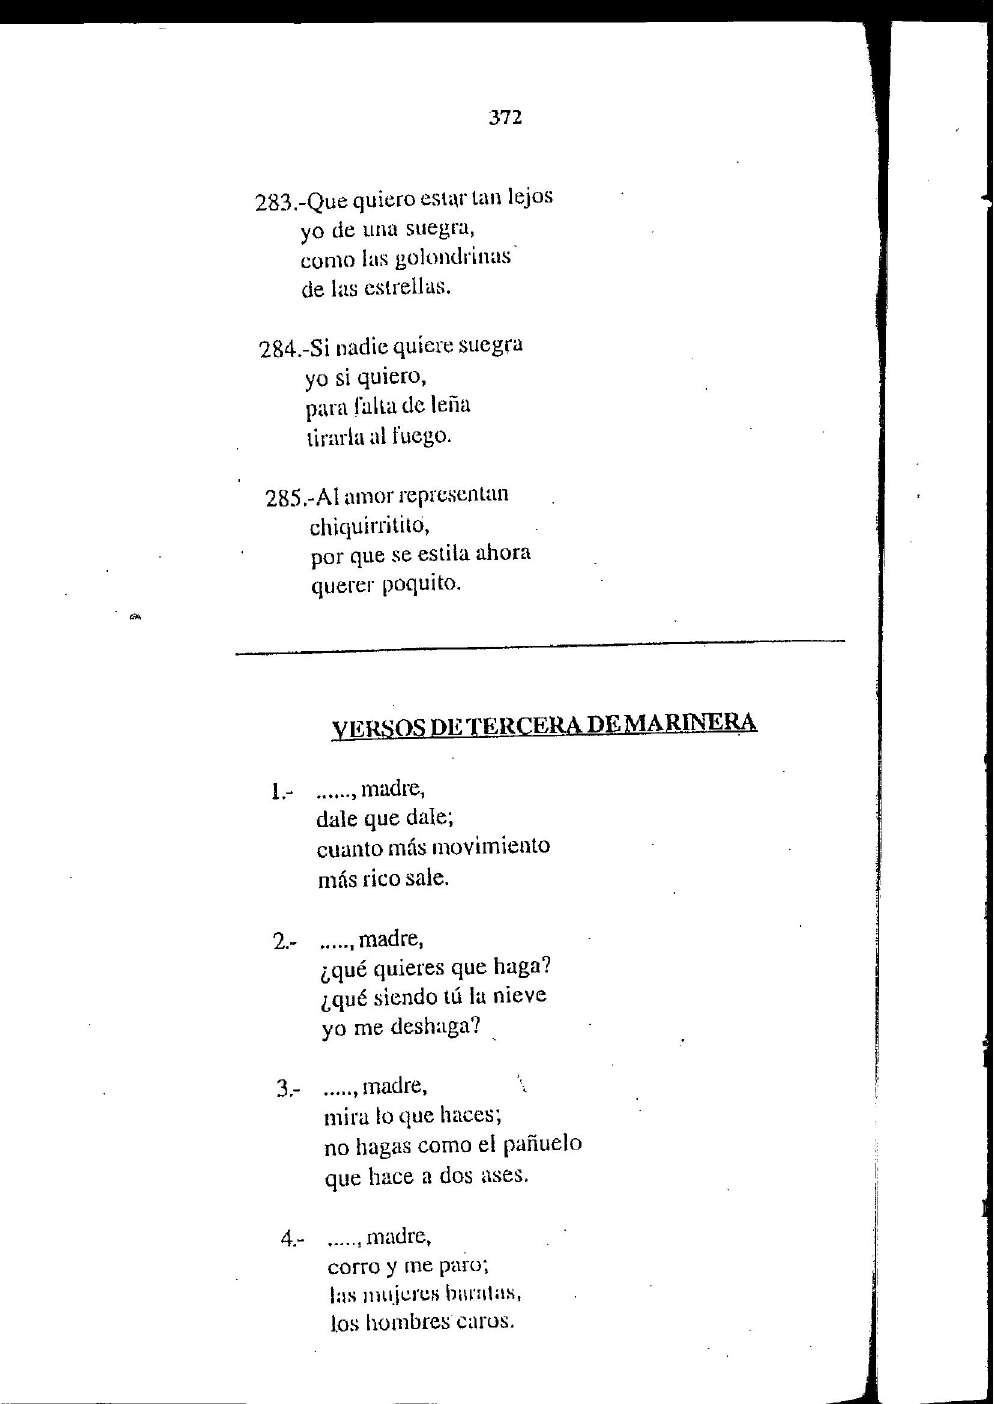 372
283.-Que quiero estar tan lejos
yo de una suegra,
como las golondrinas
de las estrellas.
284.-Si nadie quiere suegra
yo si quiero,
para falta de leña
tirarla al fuego.
285.-Al amor representan
chiquirritito,
por que se estila ahora
querer poquito.
VERSOS DE TERCERA DE MARINERA
1.- ......, madre,
dale que dale;
cuanto más movimiento
más rico sale.
2.- ....., madre,
¿qué quieres que haga?
¿qué siendo tú la nieve
yo me deshaga?
3.- ....., madre,
mira lo que haces;
no hagas como el pañuelo
que hace a dos ases.
4.- ....., madre,
corro y me paro;
las mujeres baratas,
los hombres caros.